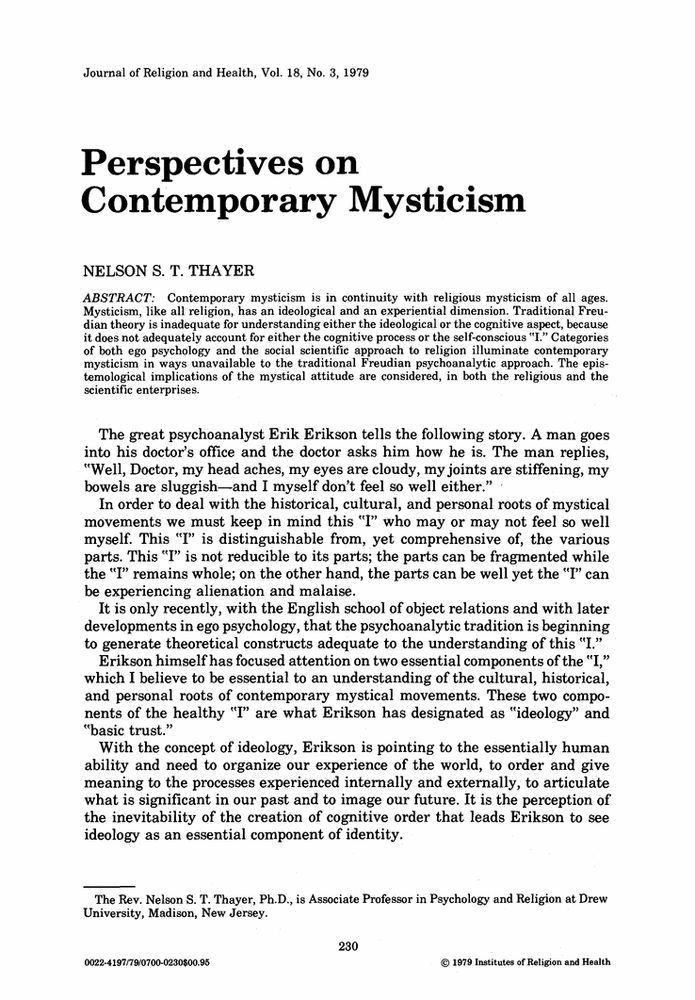 Journal of Religion and Health, Vol. 18, No. 3, 1979
Perspectives on
Contemporary Mysticism
NELSON S. T. THAYER
ABSTRACT: Contemporary mysticism is in continuity with religious mysticism of all ages.
Mysticism, like all religion, has an ideological and an experiential dimension. Traditional Freu-
dian theory is inadequate for understanding either the ideological or the cognitive aspect, because
it does not adequately account for either the cognitive process or the self-conscious "I." Categories
of both ego psychology and the social scientific approach to religion illuminate contemporary
mysticism in ways unavailable to the traditional Freudian psychoanalytic approach. The epis-
temological implications of the mystical attitude are considered, in both the religious and the
scientific enterprises.
The great psychoanalyst Erik Erikson tells the following story. A man goes
into his doctor's office and the doctor asks him how he is. The man replies,
"Well, Doctor, my head aches, my eyes are cloudy, my joints are stiffening, my
bowels are sluggish—and I myself don't feel so well either."
In order to deal with the historical, cultural, and personal roots of mystical
movements we must keep in mind this "I" who may or may not feel so well
myself. This "I" is distinguishable from, yet comprehensive of, the various
parts. This "I" is not reducible to its parts; the parts can be fragmented while
the "I" remains whole; on the other hand, the parts can be well yet the "I" can
be experiencing alienation and malaise.
It is only recently, with the English school of object relations and with later
developments in ego psychology, that the psychoanalytic tradition is beginning
to generate theoretical constructs adequate to the understanding of this "I."
Erikson himself has focused attention on two essential components of the "I,"
which I believe to be essential to an understanding of the cultural, historical,
and personal roots of contemporary mystical movements. These two compo-
nents of the healthy "I" are what Erikson has designated as "ideology" and
"basic trust."
With the concept of ideology, Erikson is pointing to the essentially human
ability and need to organize our experience of the world, to order and give
meaning to the processes experienced internally and externally, to articulate
what is significant in our past and to image our future. It is the perception of
the inevitability of the creation of cognitive order that leads Erikson to see
ideology as an essential component of identity.
The Rev. Nelson S. T. Thayer, Ph.D., is Associate Professor in Psychology and Religion at Drew
University, Madison, New Jersey.
230
0022-4197/79/0700-0230$00.95
© 1979 Institutes of Religion and Health